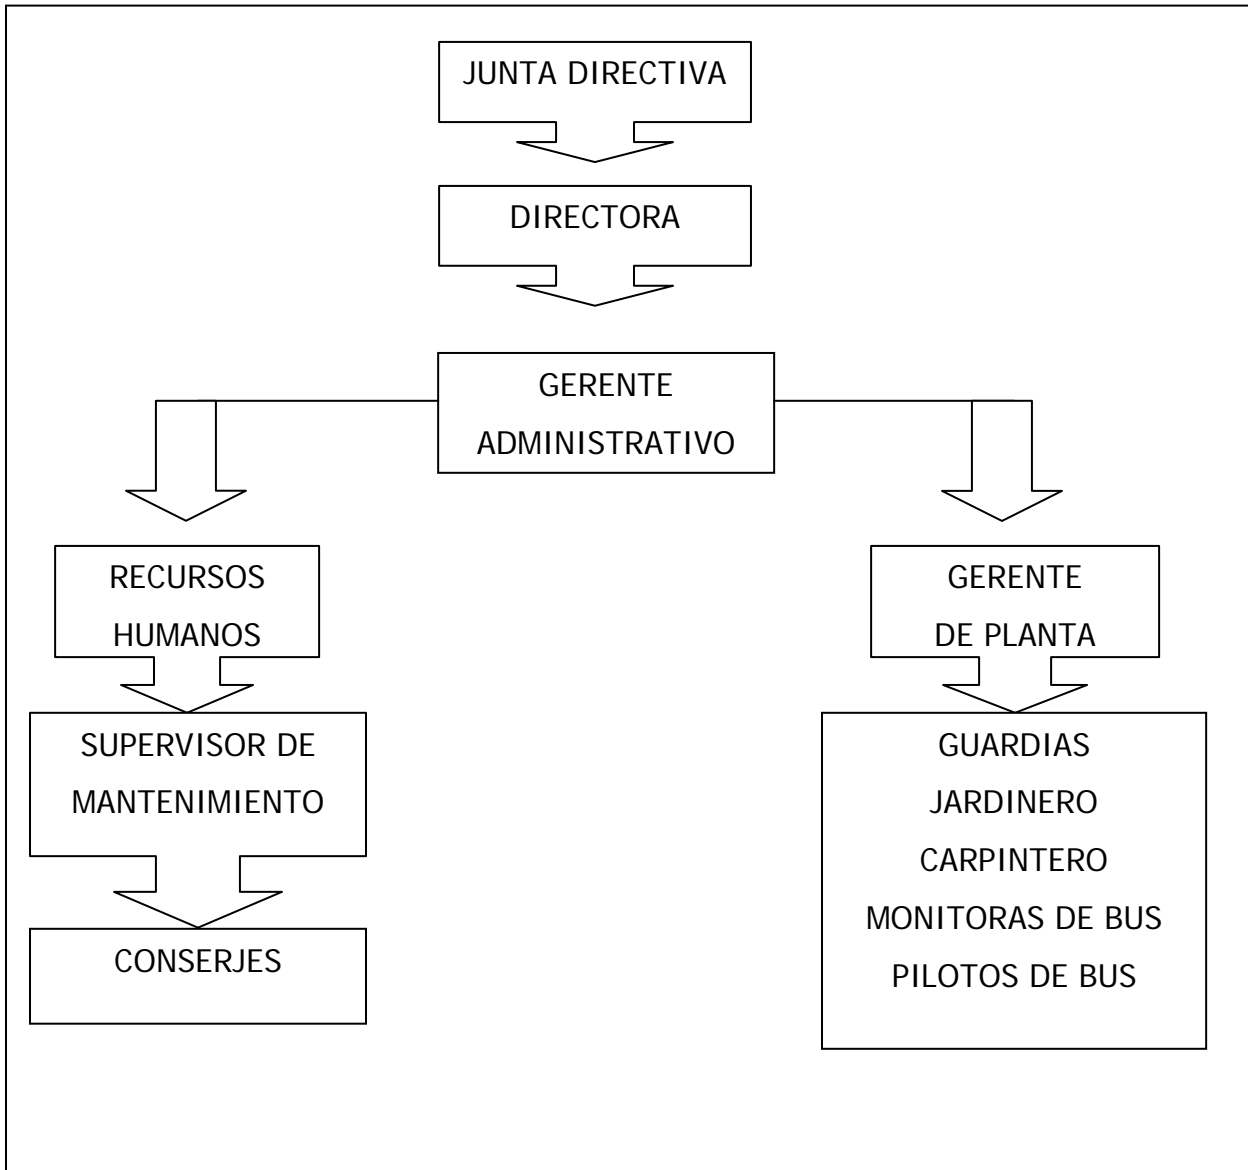 JUNTA DIRECTIVA
DIRECTORA
GERENTE
ADMINISTRATIVO
RECURSOS
HUMANOS
GERENTE
DE PLANTA
SUPERVISOR DE
MANTENIMIENTO
CONSERJES
GUARDIAS
JARDINERO
CARPINTERO
MONITORAS DE BUS
PILOTOS DE BUS